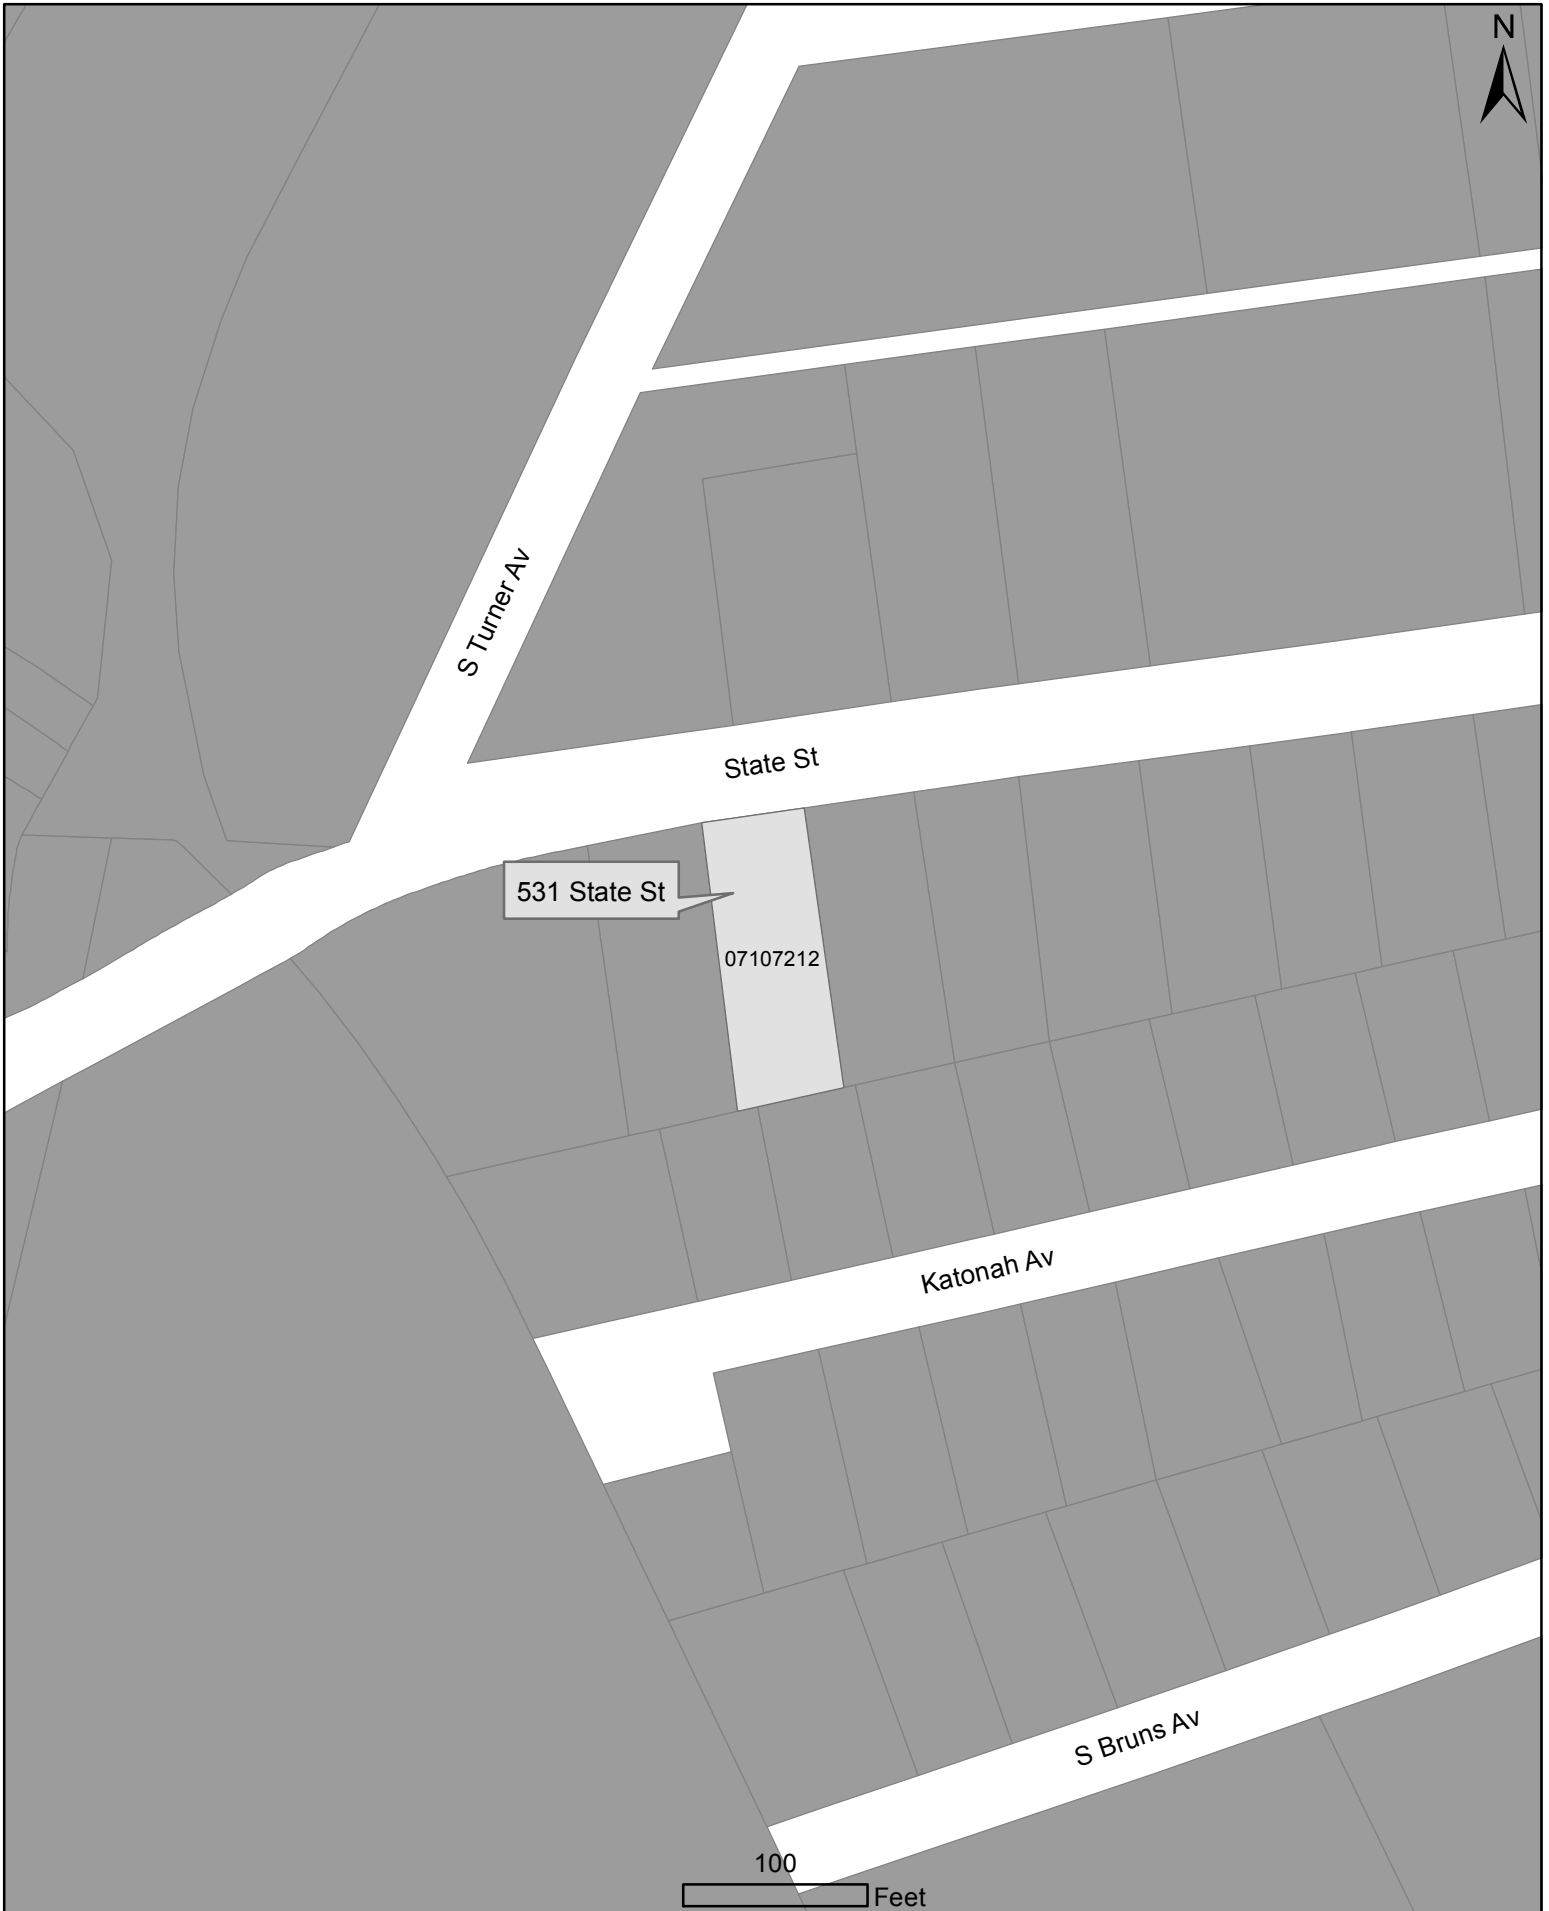 N
S Turner Av
State St
531 State St
07107212
Katonah Av
S Bruns Av
100
Feet